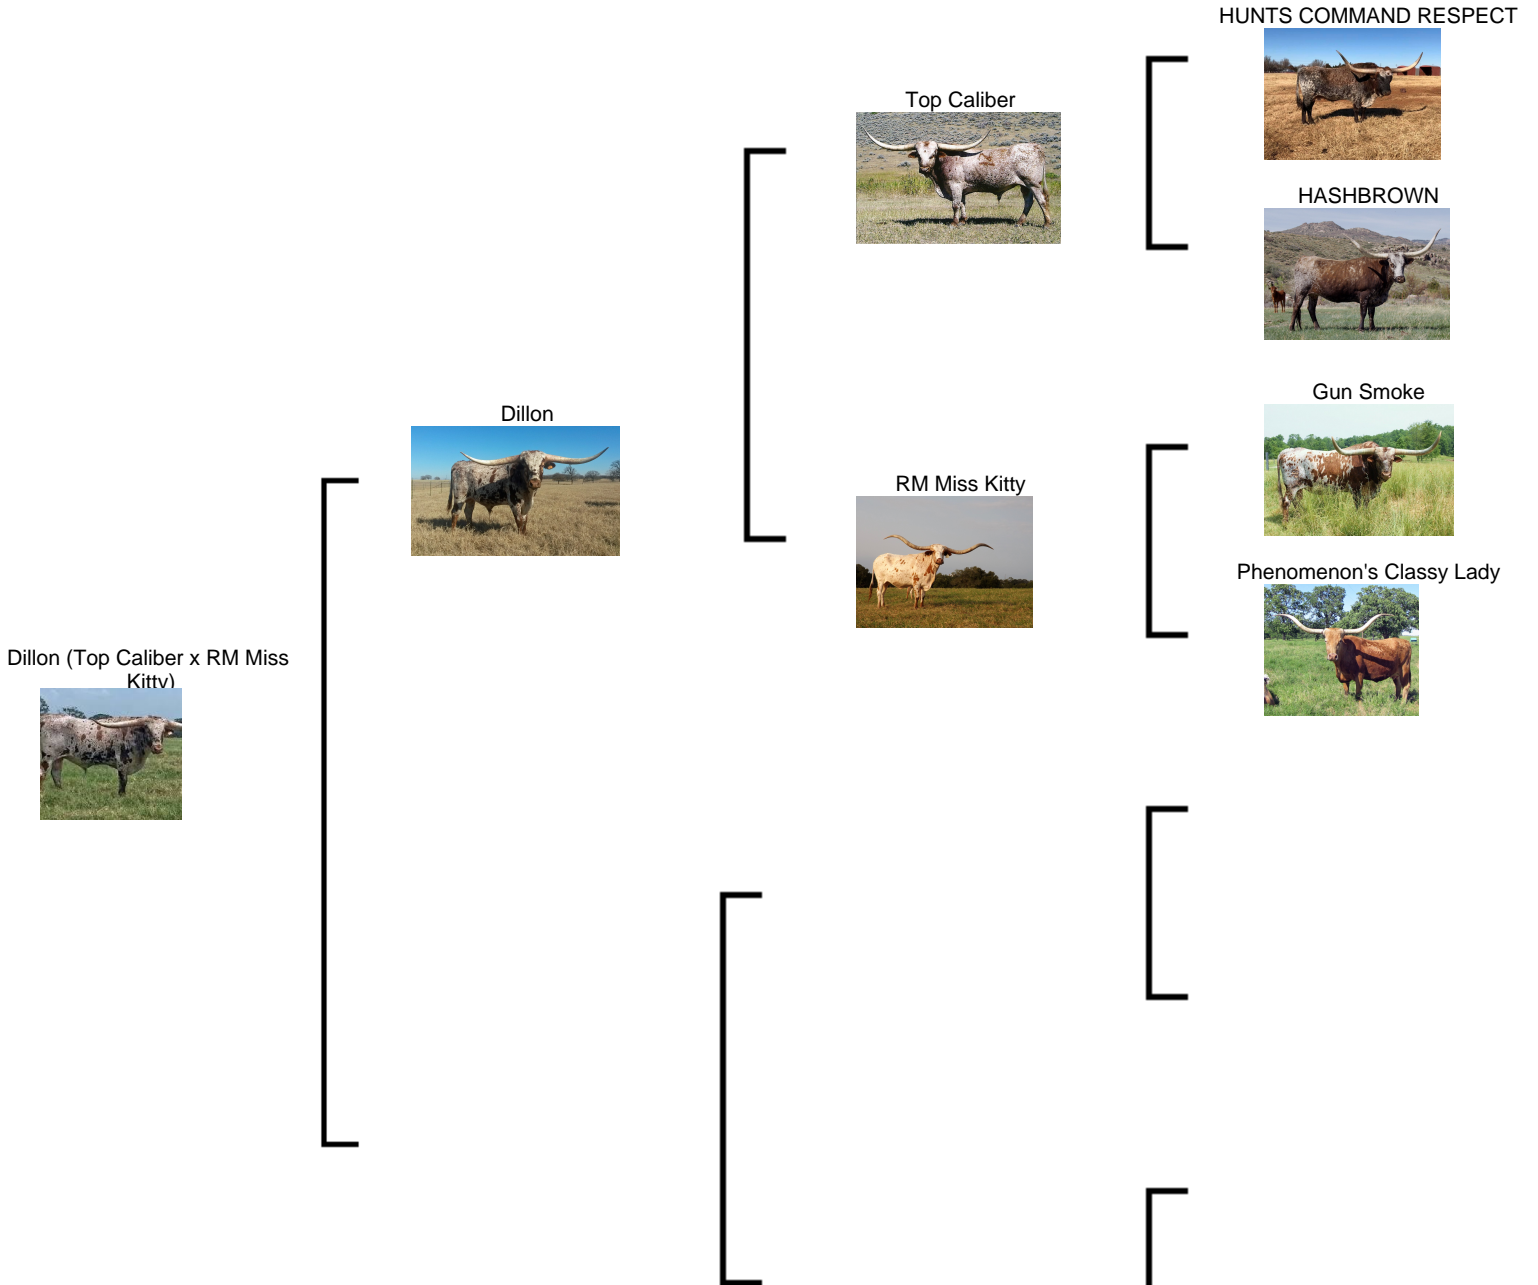 HUNTS COMMAND RESPECT
Top Caliber
HASHBROWN
Gun Smoke
Dillon
RM Miss Kitty
Phenomenon's Classy Lady
Dillon (Top Caliber x RM Miss
Kitty)